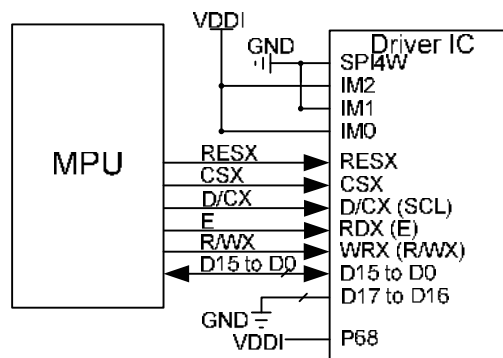 VDDI
GND
Driver IC
SPI4W
IM2
IM1
IM0
MPU
RESX
RESX
CSX
CSX
D/CX
D/CX (SCL)
E
RDX (E)
R/WX
WRX (R/WX)
D15 to D0
D15 to D0
D17 to D16
GND
VDDI
P68